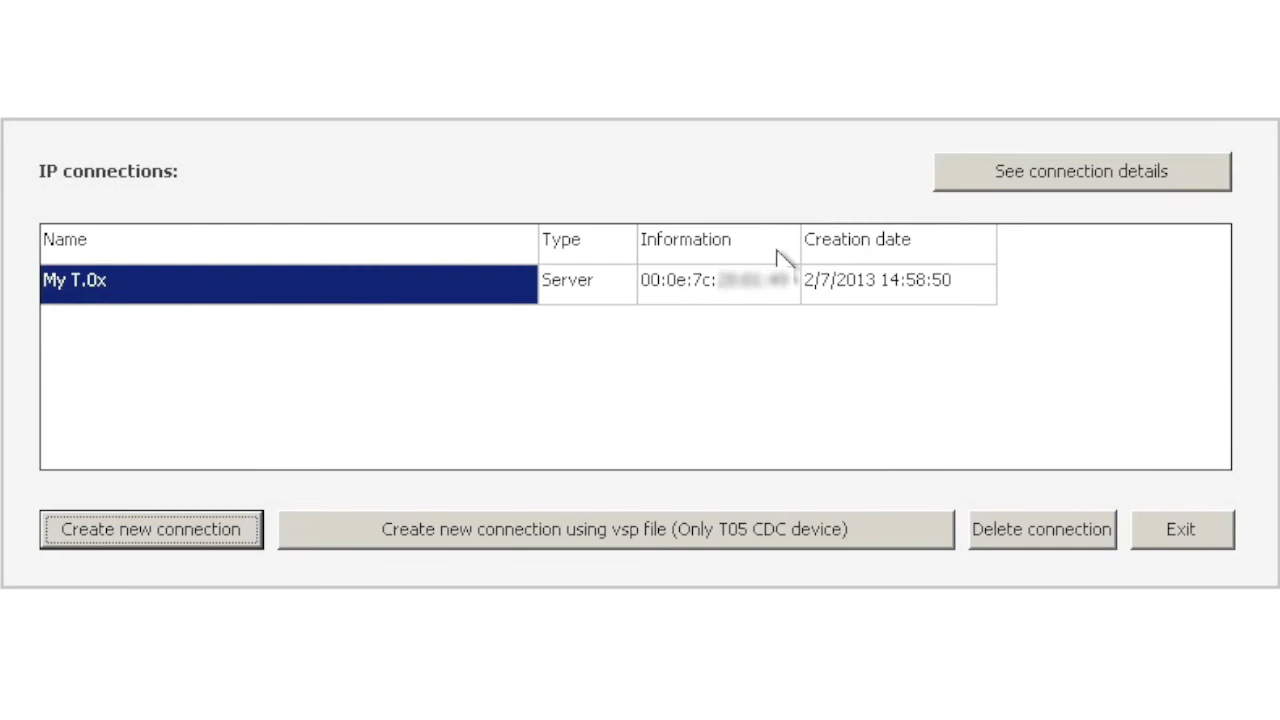 IP connections:
See connection details
Name Type Information Creation date
My T.0x Server 00:0e:7c: 2/7/2013 14:58:50
Create new connection
Create new connection using vsp file (Only T05 CDC device)
Delete connection
Exit